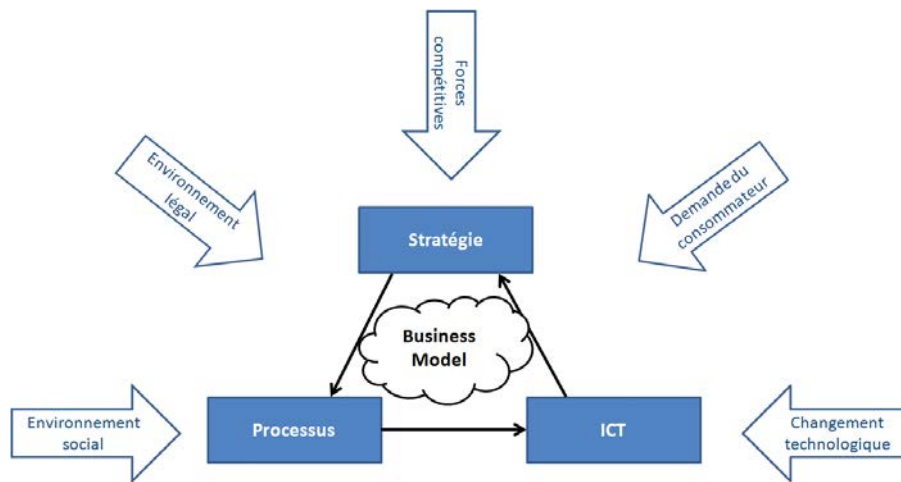 Forces
compétitives
Environnement
légal
Demande du
consommateur
Stratégie
Business
Model
Environnement
social
Processus
ICT
Changement
technologique